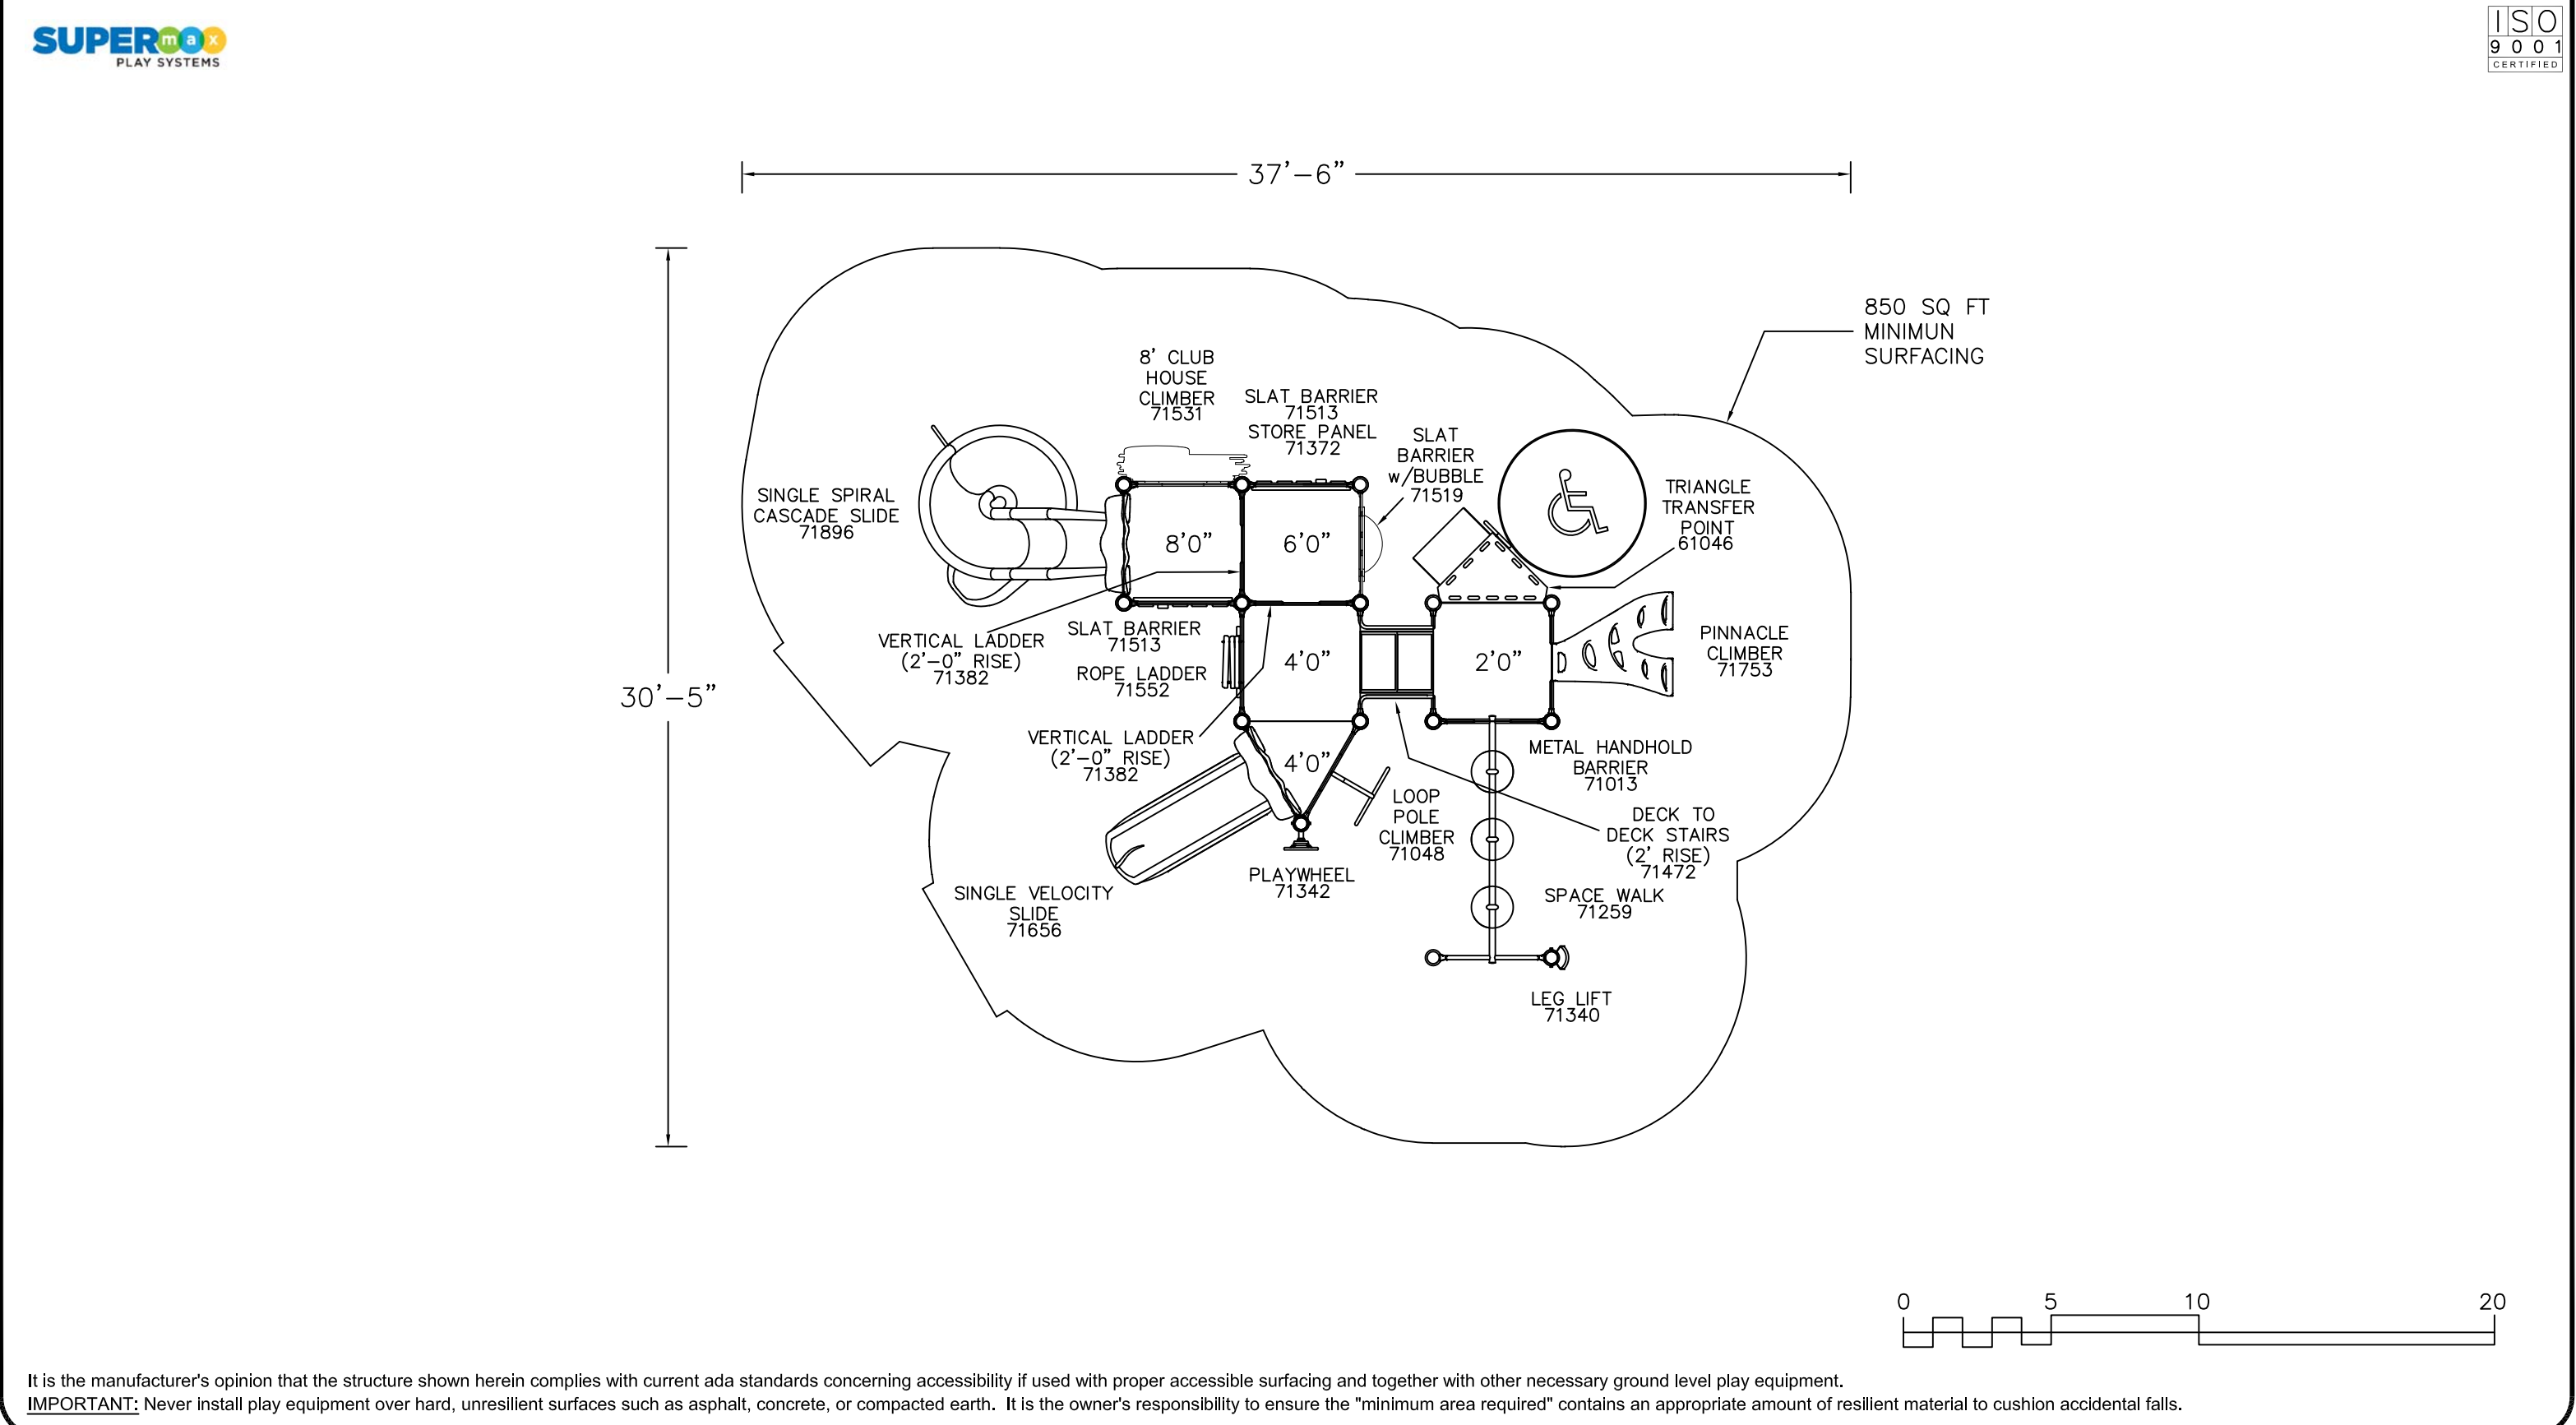 SUPERmax
PLAY SYSTEMS
ISO
9001
CERTIFIED
37'-6"
30'-5"
850 SQ FT
MINIMUN
SURFACING
8' CLUB
HOUSE
CLIMBER
71531
SLAT BARRIER
71513
STORE PANEL
71372
SLAT
BARRIER
w/BUBBLE
71519
SINGLE SPIRAL
CASCADE SLIDE
71896
TRIANGLE
TRANSFER
POINT
61046
8'0"
6'0"
VERTICAL LADDER
(2'-0" RISE)
71382
SLAT BARRIER
71513
ROPE LADDER
71552
4'0"
2'0"
PINNACLE
CLIMBER
71753
VERTICAL LADDER
(2'-0" RISE)
71382
4'0"
METAL HANDHOLD
BARRIER
71013
LOOP
POLE
CLIMBER
71048
DECK TO
DECK STAIRS
(2' RISE)
71472
PLAYWHEEL
71342
SINGLE VELOCITY
SLIDE
71656
SPACE WALK
71259
LEG LIFT
71340
0 5 10 20
It is the manufacturer's opinion that the structure shown herein complies with current ada standards concerning accessibility if used with proper accessible surfacing and together with other necessary ground level play equipment.
IMPORTANT: Never install play equipment over hard, unresilient surfaces such as asphalt, concrete, or compacted earth. It is the owner's responsibility to ensure the "minimum area required" contains an appropriate amount of resilient material to cushion accidental falls.